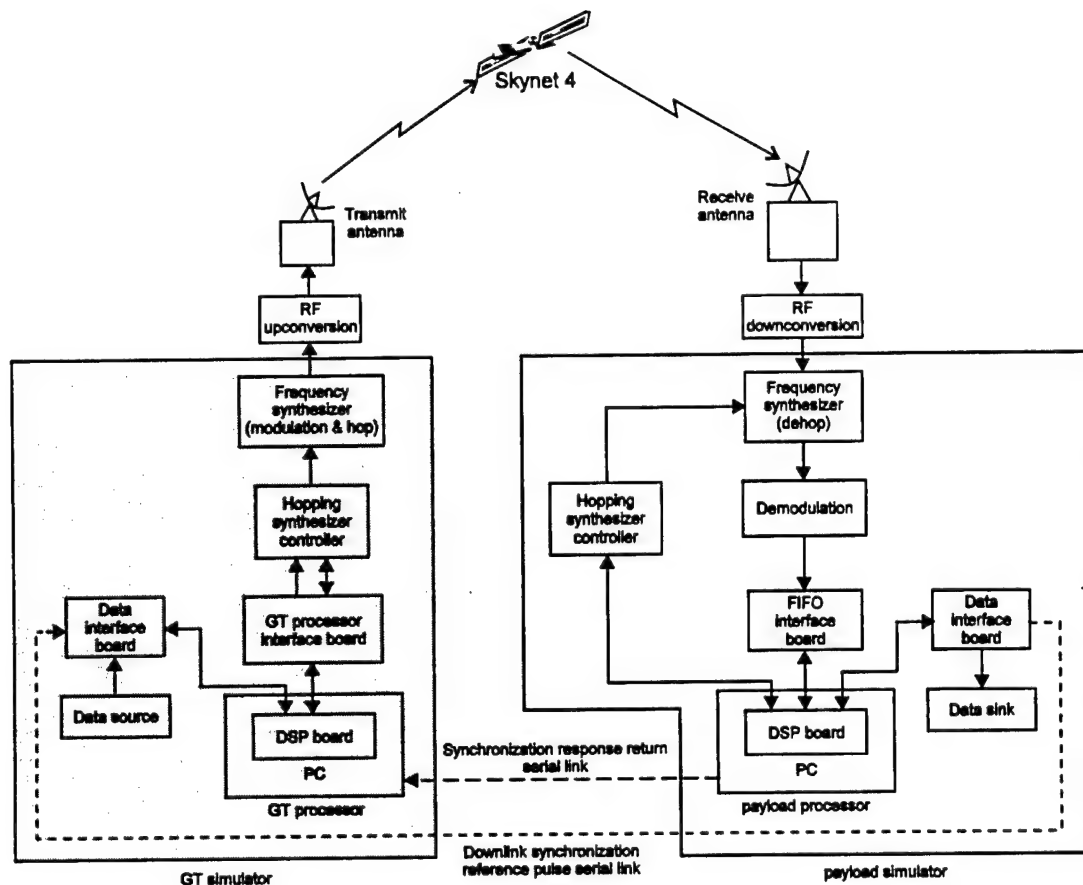 Skynet 4
Transmit
antenna
Receive
antenna
RF
upconversion
RF
downconversion
Frequency
synthesizer
(modulation & hop)
Hopping
synthesizer
controller
GT processor
interface board
Data
interface
board
Data source
DSP board
PC
GT processor
GT simulator
Frequency
synthesizer
(dehop)
Hopping
synthesizer
controller
Demodulation
FIFO
interface
board
Data
interface
board
Data sink
DSP board
PC
payload processor
Synchronization response return
serial link
Downlink synchronization
reference pulse serial link
payload simulator